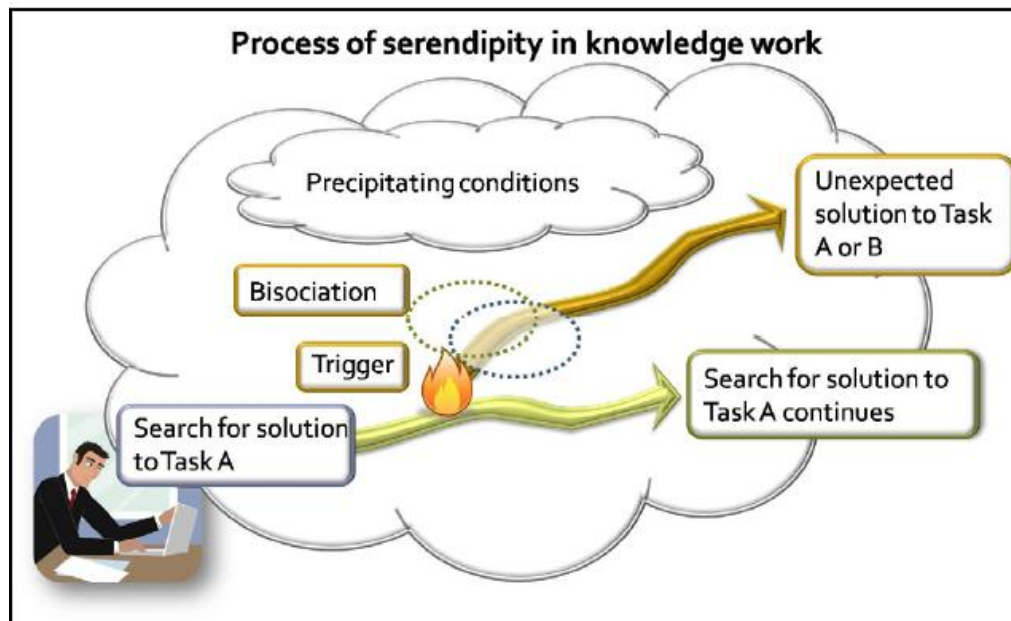 Process of serendipity in knowledge work
Precipitating conditions
Unexpected
solution to Task
A or B
Bisociation
Trigger
Search for solution to
Task A continues
Search for solution
to Task A